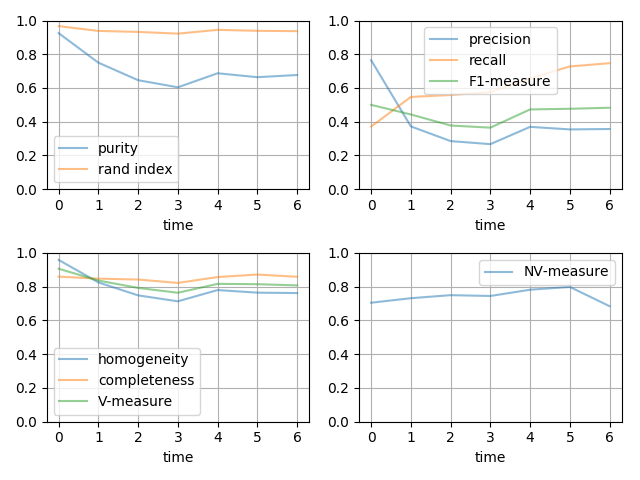 1.0
0.8
0.6
0.4
0.2
0.0
purity
rand index
0 1 2 3 4 5 6
time
1.0
0.8
0.6
0.4
0.2
0.0
precision
recall
F1-measure
0 1 2 3 4 5 6
time
1.0
0.8
0.6
0.4
0.2
0.0
homogeneity
completeness
V-measure
0 1 2 3 4 5 6
time
1.0
0.8
0.6
0.4
0.2
0.0
NV-measure
0 1 2 3 4 5 6
time